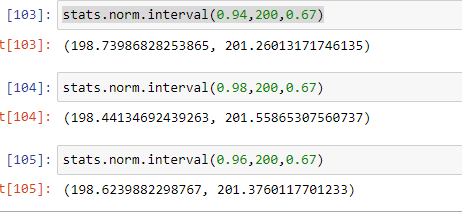 [103]: stats.norm.interval(0.94,200,0.67)
t[103]: (198.73986828253865, 201.26013171746135)
[104]: stats.norm.interval(0.98,200,0.67)
t[104]: (198.44134692439263, 201.55865307560737)
[105]: stats.norm.interval(0.96,200,0.67)
t[105]: (198.6239882298767, 201.3760117701233)